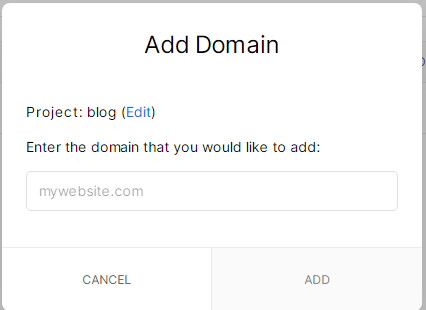 Add Domain
Project: blog (Edit)
Enter the domain that you would like to add:
mywebsite.com
CANCEL
ADD